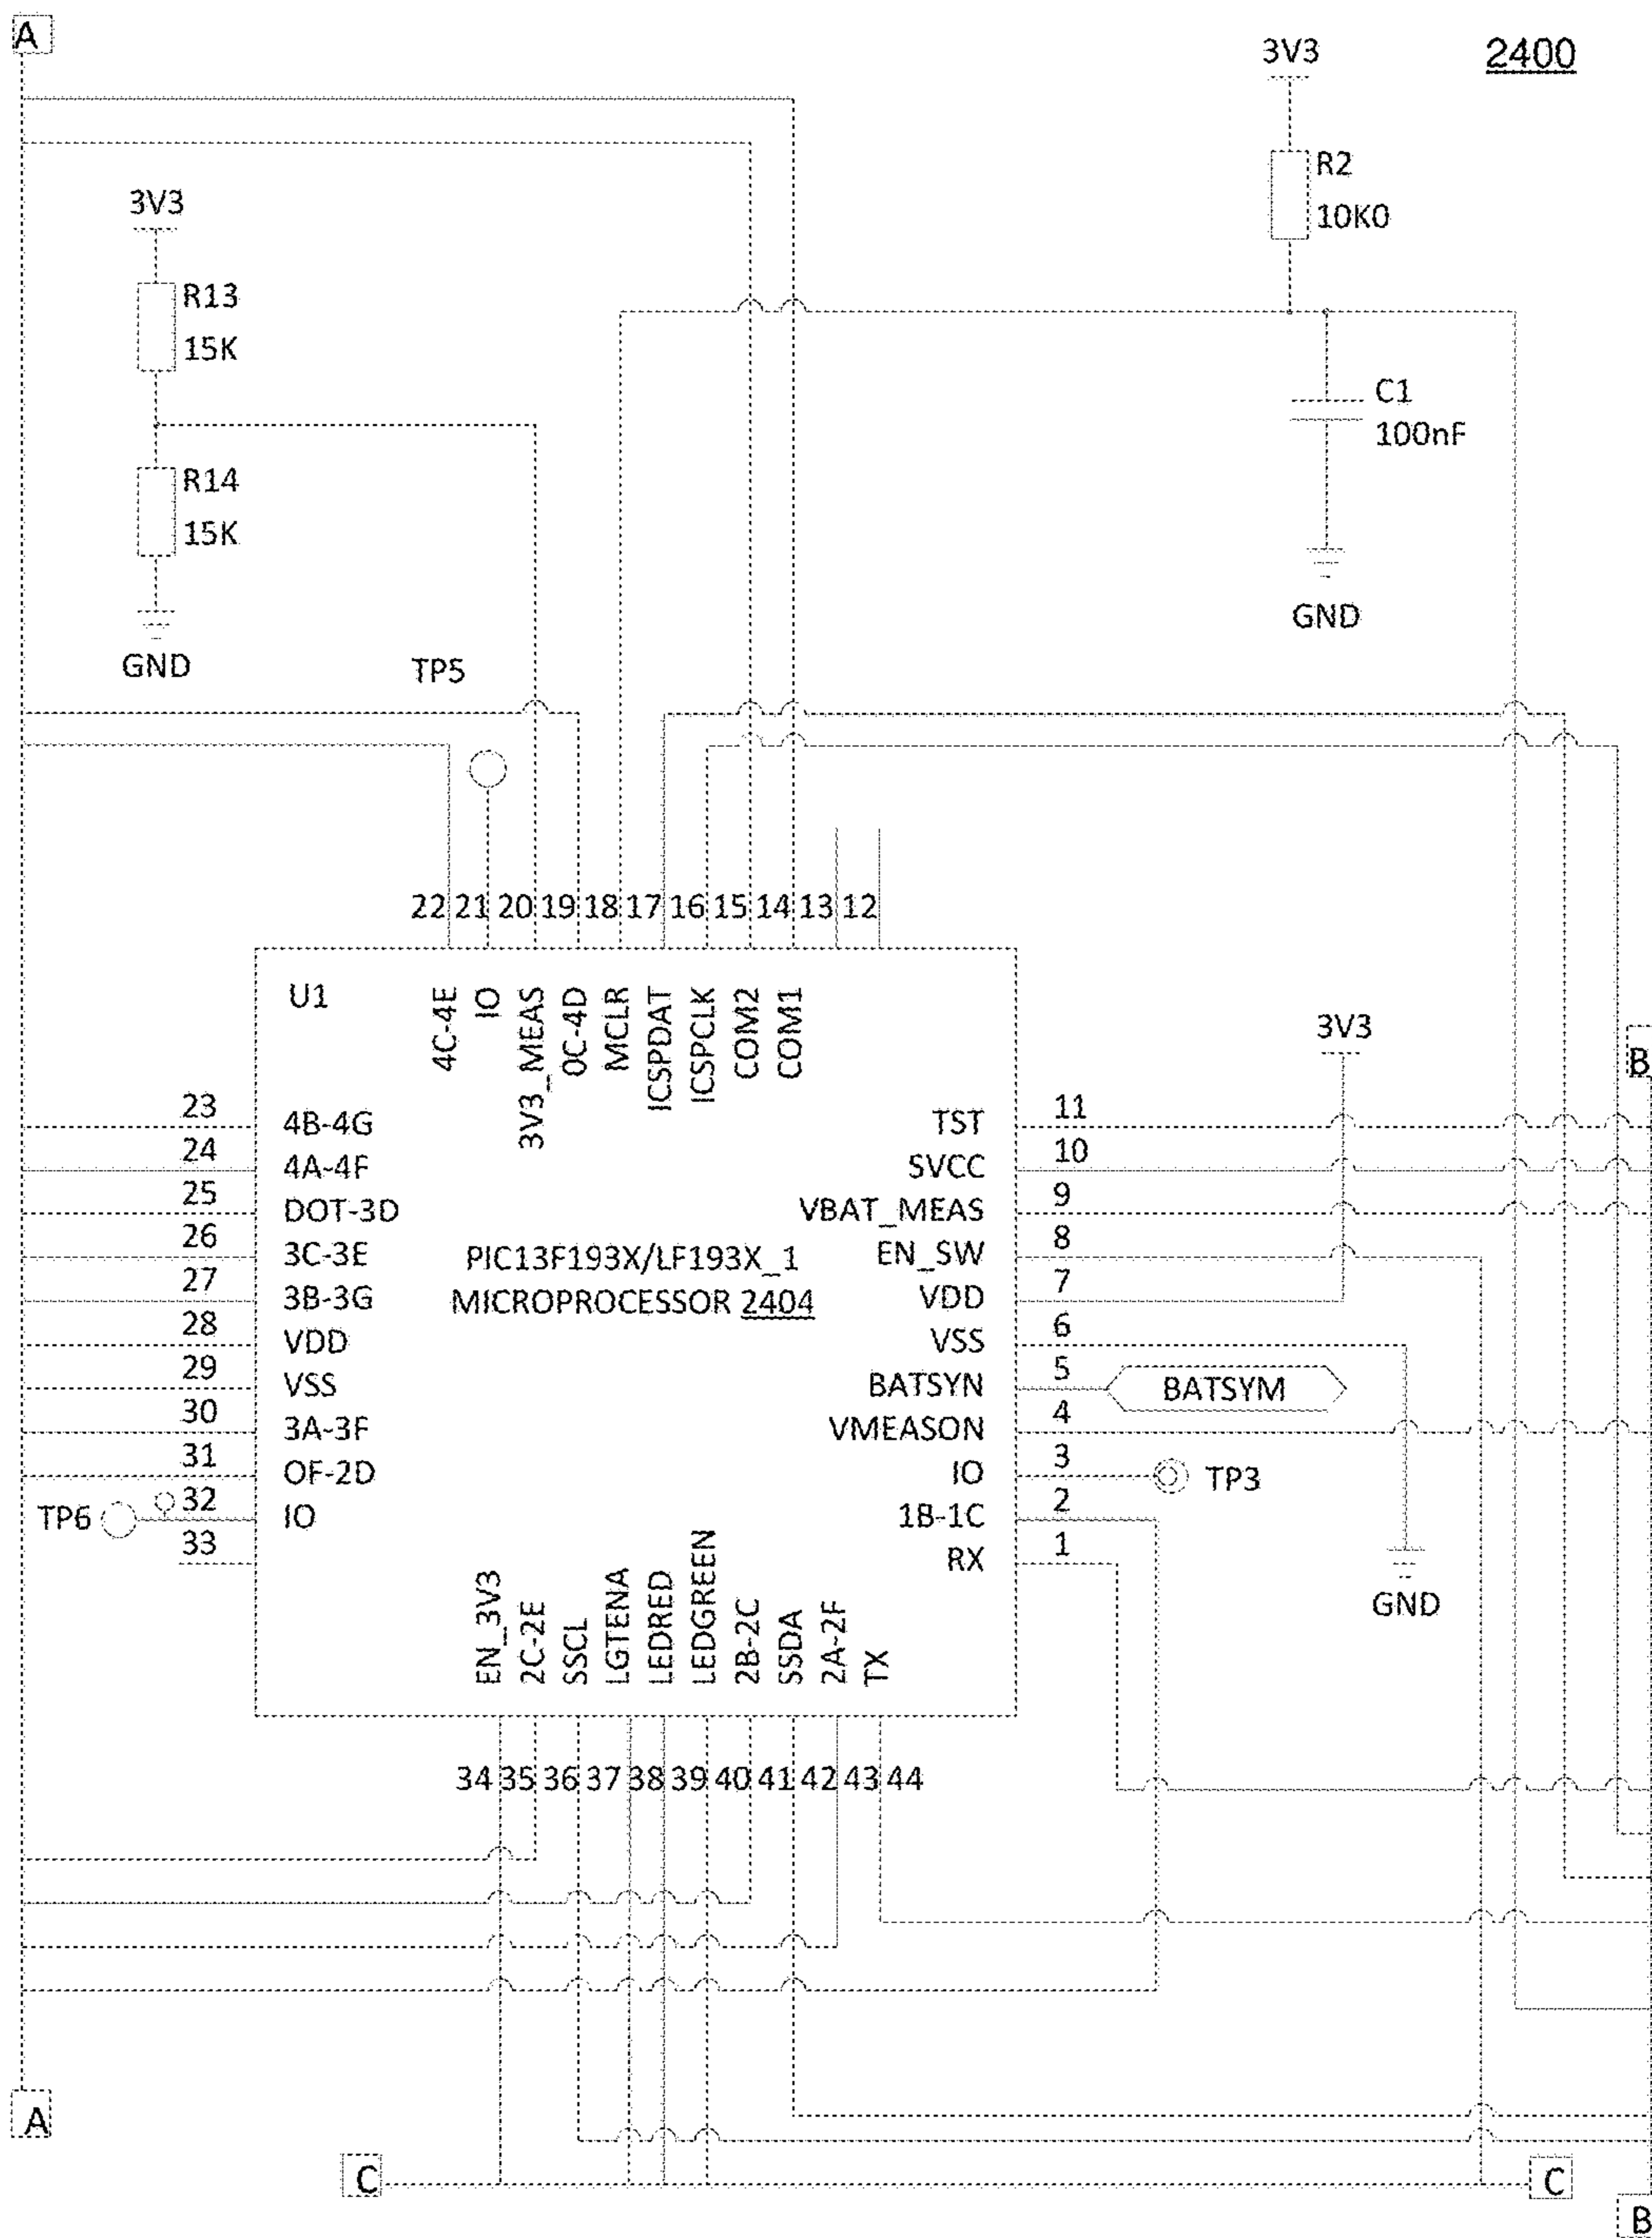 A
3V3
2400
R2
10K0
3V3
R13
15K
C1
100nF
R14
15K
GND
GND
TP5
22 21 20 19 18 17 16 15 14 13 12
U1
4C-4E
IO
3V3_MEAS
0C-4D
MCLR
ICSPDAT
ICSPCLK
COM2
COM1
3V3
B
23
4B-4G
24
4A-4F
25
DOT-3D
26
3C-3E
27
3B-3G
28
VDD
29
VSS
30
3A-3F
31
OF-2D
TP6
32
IO
33
PIC13F193X/LF193X_1
MICROPROCESSOR 2404
TST
11
SVCC
10
VBAT_MEAS
9
EN_SW
8
VDD
7
VSS
6
BATSYN
5
BATSYM
VMEASON
4
IO
3
TP3
1B-1C
2
RX
1
GND
EN_3V3
2C-2E
SSCL
LGTENA
LEDRED
LEDGREEN
2B-2C
SSDA
2A-2F
TX
34 35 36 37 38 39 40 41 42 43 44
A
C
C
B